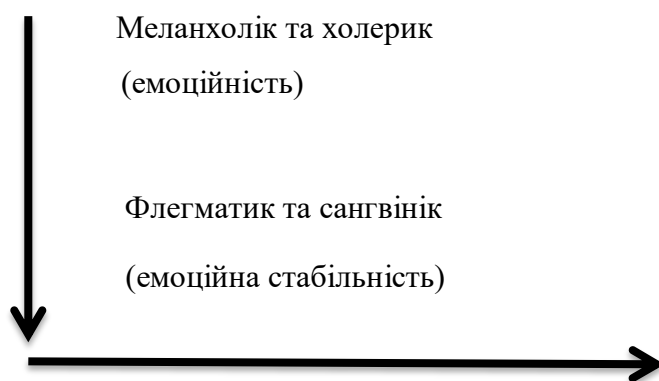 Меланхолік та холерик
(емоційність)
Флегматик та сангвінік
(емоційна стабільність)